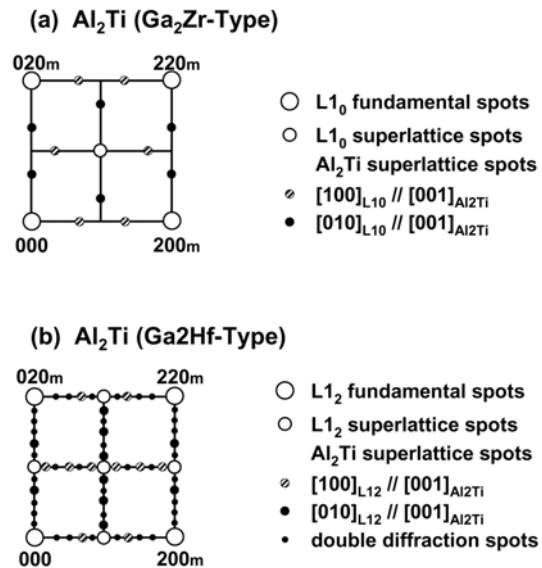 (a) Al₂Ti (Ga₂Zr-Type)
020m 220m
000 200m
L1₀ fundamental spots
L1₀ superlattice spots
Al₂Ti superlattice spots
[100]L10 // [001]Al2Ti
[010]L10 // [001]Al2Ti
(b) Al₂Ti (Ga2Hf-Type)
020m 220m
000 200m
L1₂ fundamental spots
L1₂ superlattice spots
Al₂Ti superlattice spots
[100]L12 // [001]Al2Ti
[010]L12 // [001]Al2Ti
double diffraction spots